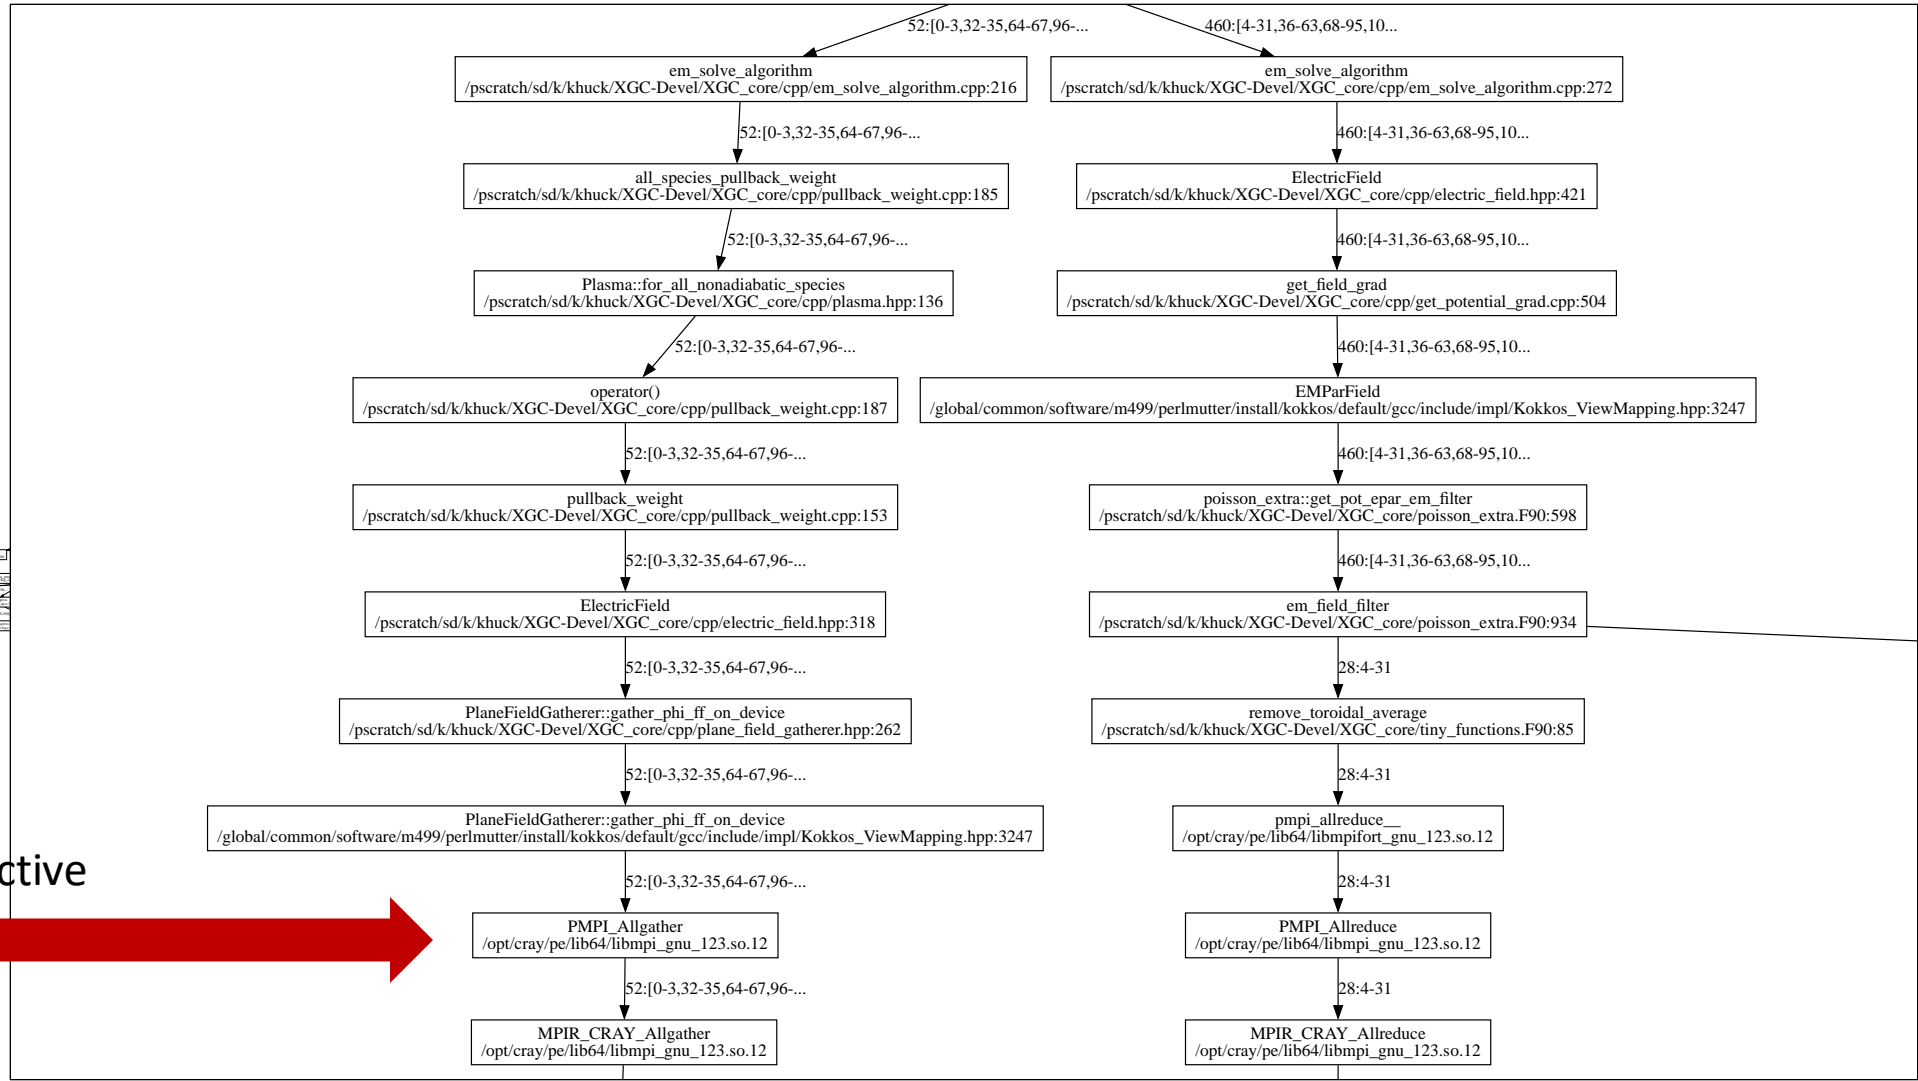 52:[0-3,32-35,64-67,96-...
460:[4-31,36-63,68-95,10...
em_solve_algorithm
/pscratch/sd/k/khuck/XGC-Devel/XGC_core/cpp/em_solve_algorithm.cpp:216
em_solve_algorithm
/pscratch/sd/k/khuck/XGC-Devel/XGC_core/cpp/em_solve_algorithm.cpp:272
52:[0-3,32-35,64-67,96-...
460:[4-31,36-63,68-95,10...
all_species_pullback_weight
/pscratch/sd/k/khuck/XGC-Devel/XGC_core/cpp/pullback_weight.cpp:185
ElectricField
/pscratch/sd/k/khuck/XGC-Devel/XGC_core/cpp/electric_field.hpp:421
52:[0-3,32-35,64-67,96-...
460:[4-31,36-63,68-95,10...
Plasma::for_all_nonadiabatic_species
/pscratch/sd/k/khuck/XGC-Devel/XGC_core/cpp/plasma.hpp:136
get_field_grad
/pscratch/sd/k/khuck/XGC-Devel/XGC_core/cpp/get_potential_grad.cpp:504
52:[0-3,32-35,64-67,96-...
460:[4-31,36-63,68-95,10...
operator()
/pscratch/sd/k/khuck/XGC-Devel/XGC_core/cpp/pullback_weight.cpp:187
EMParField
/global/common/software/m499/perlmutter/install/kokkos/default/gcc/include/impl/Kokkos_ViewMapping.hpp:3247
52:[0-3,32-35,64-67,96-...
460:[4-31,36-63,68-95,10...
pullback_weight
/pscratch/sd/k/khuck/XGC-Devel/XGC_core/cpp/pullback_weight.cpp:153
poisson_extra::get_pot_epar_em_filter
/pscratch/sd/k/khuck/XGC-Devel/XGC_core/poisson_extra.F90:598
52:[0-3,32-35,64-67,96-...
460:[4-31,36-63,68-95,10...
ElectricField
/pscratch/sd/k/khuck/XGC-Devel/XGC_core/cpp/electric_field.hpp:318
em_field_filter
/pscratch/sd/k/khuck/XGC-Devel/XGC_core/poisson_extra.F90:934
52:[0-3,32-35,64-67,96-...
28:4-31
PlaneFieldGatherer::gather_phi_ff_on_device
/pscratch/sd/k/khuck/XGC-Devel/XGC_core/cpp/plane_field_gatherer.hpp:262
remove_toroidal_average
/pscratch/sd/k/khuck/XGC-Devel/XGC_core/tiny_functions.F90:85
52:[0-3,32-35,64-67,96-...
28:4-31
PlaneFieldGatherer::gather_phi_ff_on_device
/global/common/software/m499/perlmutter/install/kokkos/default/gcc/include/impl/Kokkos_ViewMapping.hpp:3247
pmpi_allreduce__
/opt/cray/pe/lib64/libmpifort_gnu_123.so.12
ctive
52:[0-3,32-35,64-67,96-...
28:4-31
PMPI_Allgather
/opt/cray/pe/lib64/libmpi_gnu_123.so.12
PMPI_Allreduce
/opt/cray/pe/lib64/libmpi_gnu_123.so.12
52:[0-3,32-35,64-67,96-...
28:4-31
MPIR_CRAY_Allgather
/opt/cray/pe/lib64/libmpi_gnu_123.so.12
MPIR_CRAY_Allreduce
/opt/cray/pe/lib64/libmpi_gnu_123.so.12